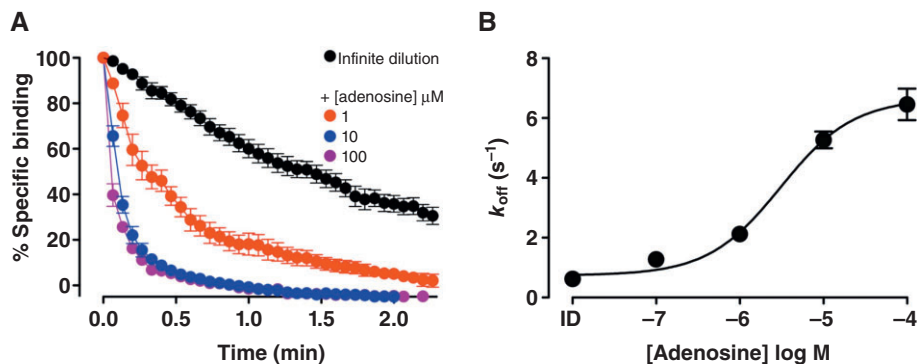 A
% Specific binding
100
80
60
40
20
0
0.0 0.5 1.0 1.5 2.0
Time (min)
Infinite dilution
+ [adenosine] μM
1
10
100
B
k_off (s⁻¹)
8
6
4
2
0
ID −7 −6 −5 −4
[Adenosine] log M